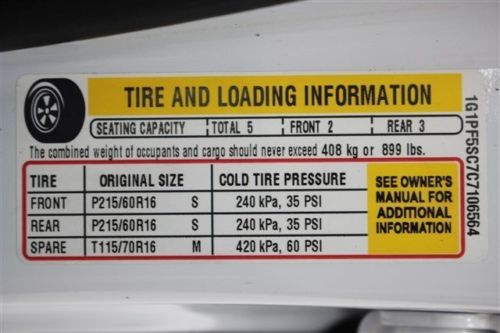 TIRE AND LOADING INFORMATION
SEATING CAPACITY TOTAL 5 FRONT 2 REAR 3
The combined weight of occupants and cargo should never exceed 408 kg or 899 lbs.
TIRE ORIGINAL SIZE COLD TIRE PRESSURE
FRONT P215/60R16 S 240 kPa, 35 PSI
REAR P215/60R16 S 240 kPa, 35 PSI
SPARE T115/70R16 M 420 kPa, 60 PSI
SEE OWNER'S
MANUAL FOR
ADDITIONAL
INFORMATION
1G1PF5SC7C7106564